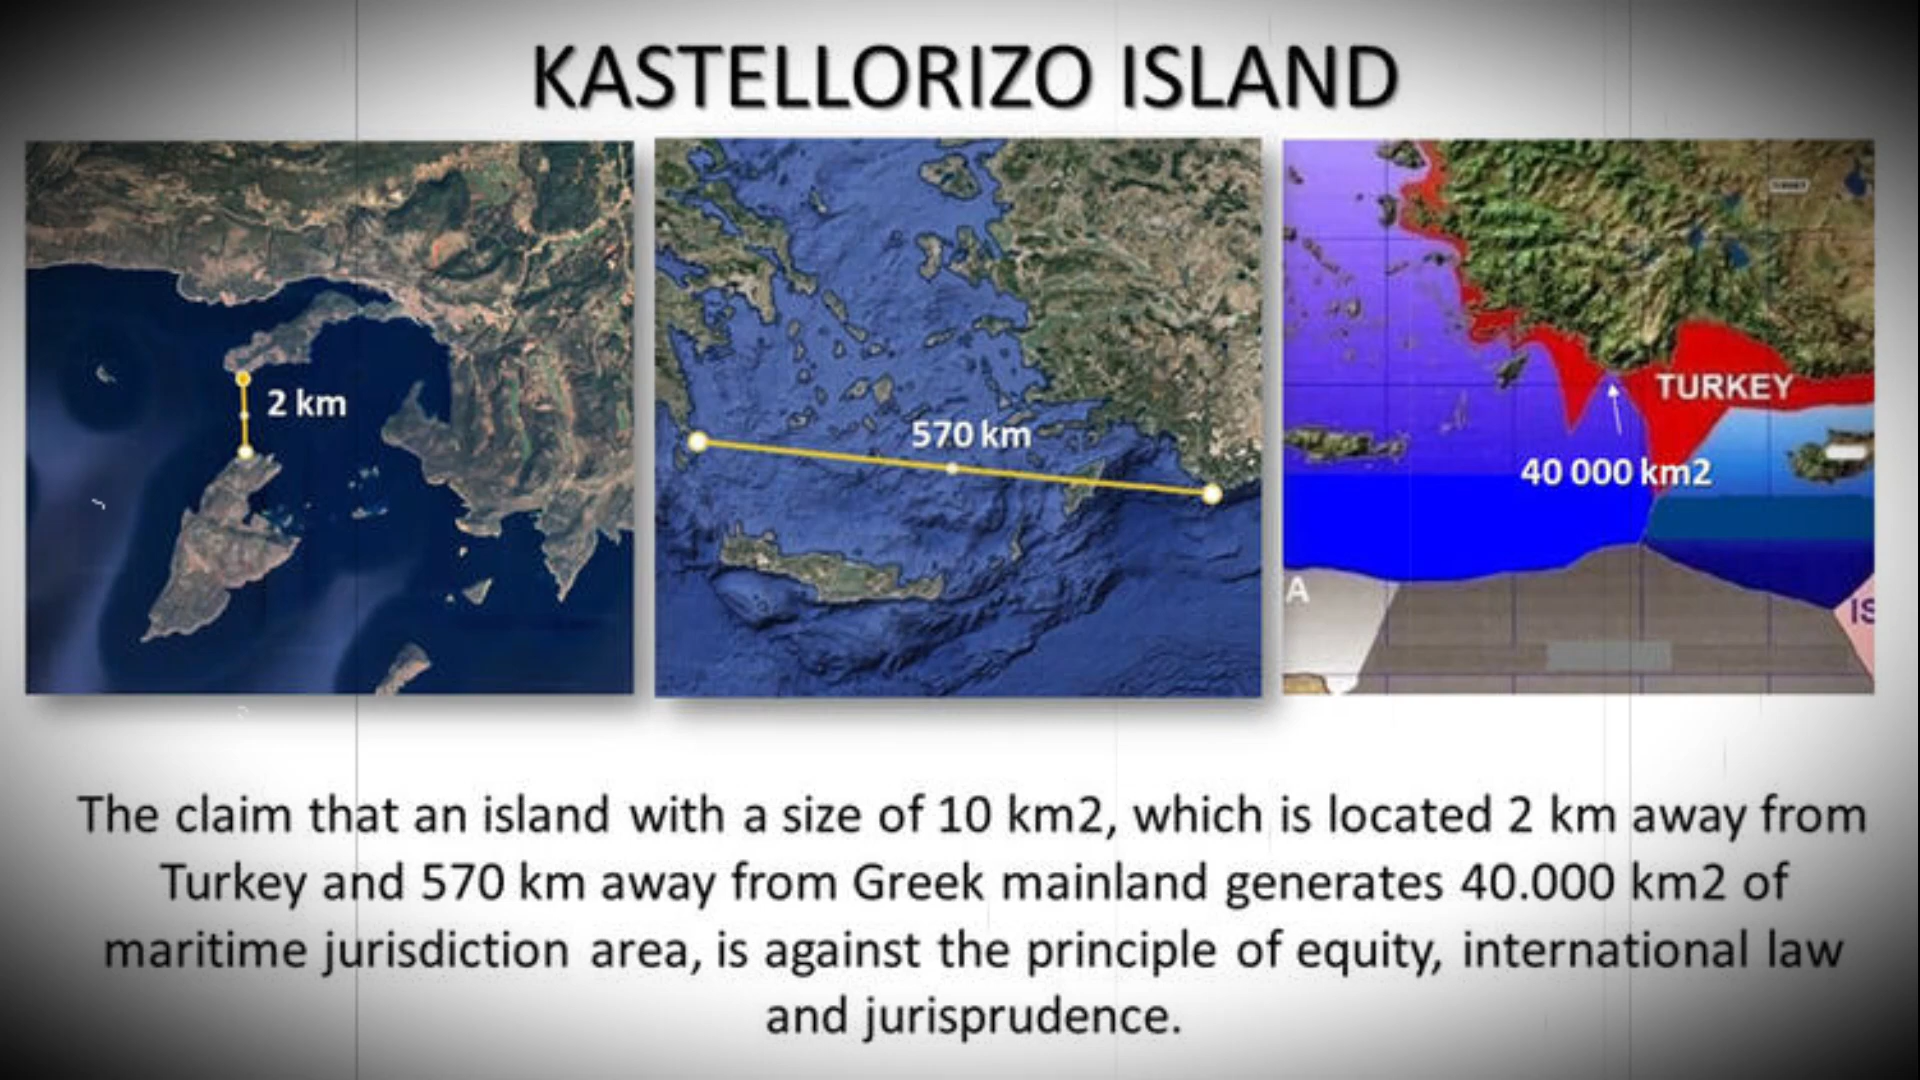 KASTELLORIZO ISLAND
2 km
570 km
TURKEY
40 000 km2
A
IS
The claim that an island with a size of 10 km2, which is located 2 km away from
Turkey and 570 km away from Greek mainland generates 40.000 km2 of
maritime jurisdiction area, is against the principle of equity, international law
and jurisprudence.